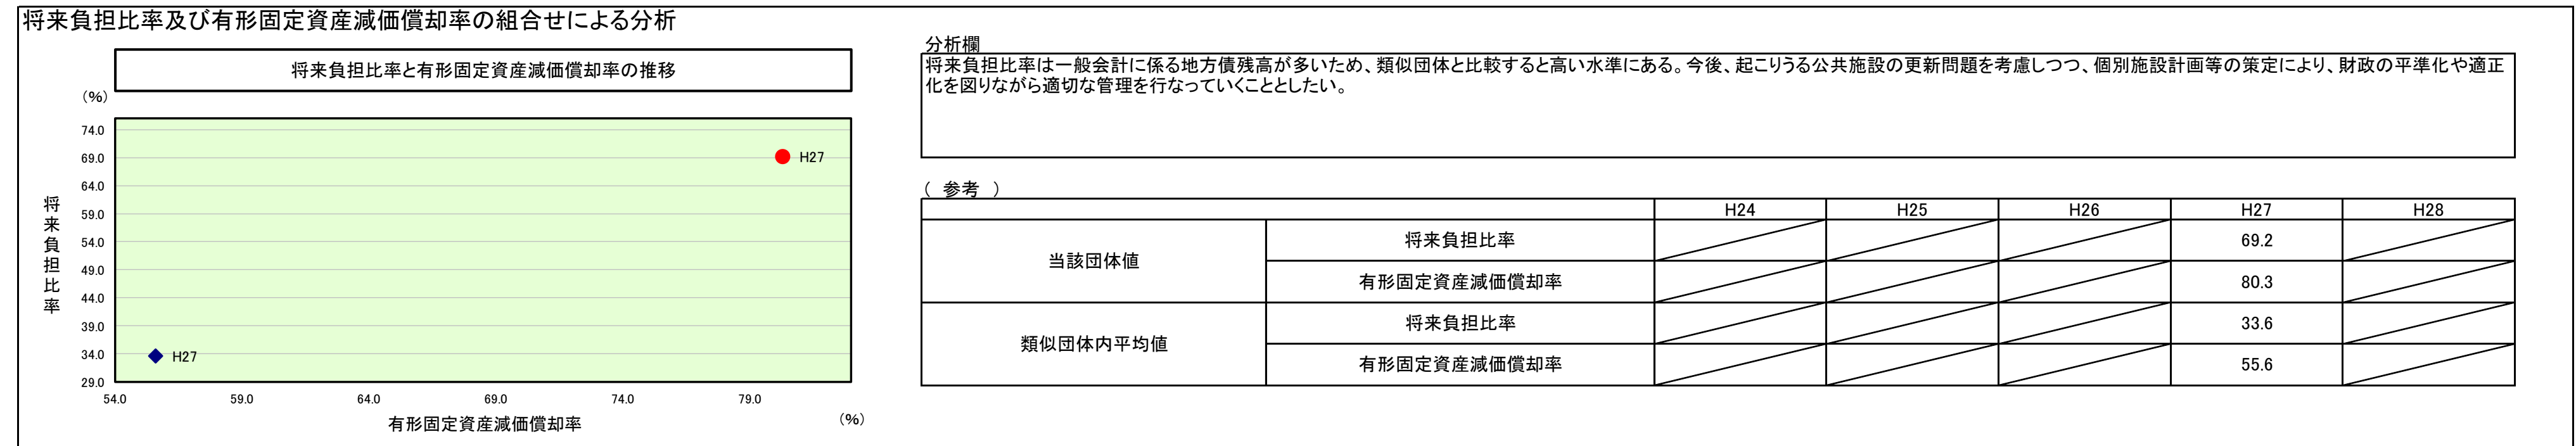 将来負担比率及び有形固定資産減価償却率の組合せによる分析
将来負担比率と有形固定資産減価償却率の推移
(%)
74.0
69.0
64.0
59.0
54.0
49.0
44.0
39.0
34.0
29.0
将来負担比率
H27
H27
54.0 59.0 64.0 69.0 74.0 79.0
有形固定資産減価償却率
(%)
分析欄
将来負担比率は一般会計に係る地方債残高が多いため、類似団体と比較すると高い水準にある。今後、起こりうる公共施設の更新問題を考慮しつつ、個別施設計画等の策定により、財政の平準化や適正
化を図りながら適切な管理を行なっていくこととしたい。
( 参考 )
H24 H25 H26 H27 H28
当該団体値
将来負担比率 69.2
有形固定資産減価償却率 80.3
類似団体内平均値
将来負担比率 33.6
有形固定資産減価償却率 55.6